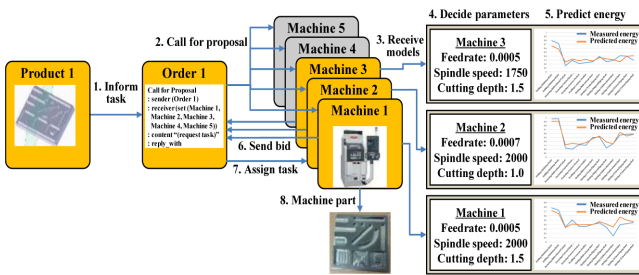 Product 1
1. Inform
task
Order 1
Call for Proposal
: sender (Order 1)
: receiver(set (Machine 1,
Machine 2, Machine 3,
Machine 4, Machine 5))
: content "(request task)"
: reply_with
2. Call for proposal
Machine 5
Machine 4
Machine 3
Machine 2
Machine 1
3. Receive
models
6. Send bid
7. Assign task
8. Machine part
4. Decide parameters
5. Predict energy
Machine 3
Feedrate: 0.0005
Spindle speed: 1750
Cutting depth: 1.5
Measured energy
Predicted energy
Machine 2
Feedrate: 0.0007
Spindle speed: 2000
Cutting depth: 1.0
Measured energy
Predicted energy
Machine 1
Feedrate: 0.0005
Spindle speed: 2000
Cutting depth: 1.5
Measured energy
Predicted energy